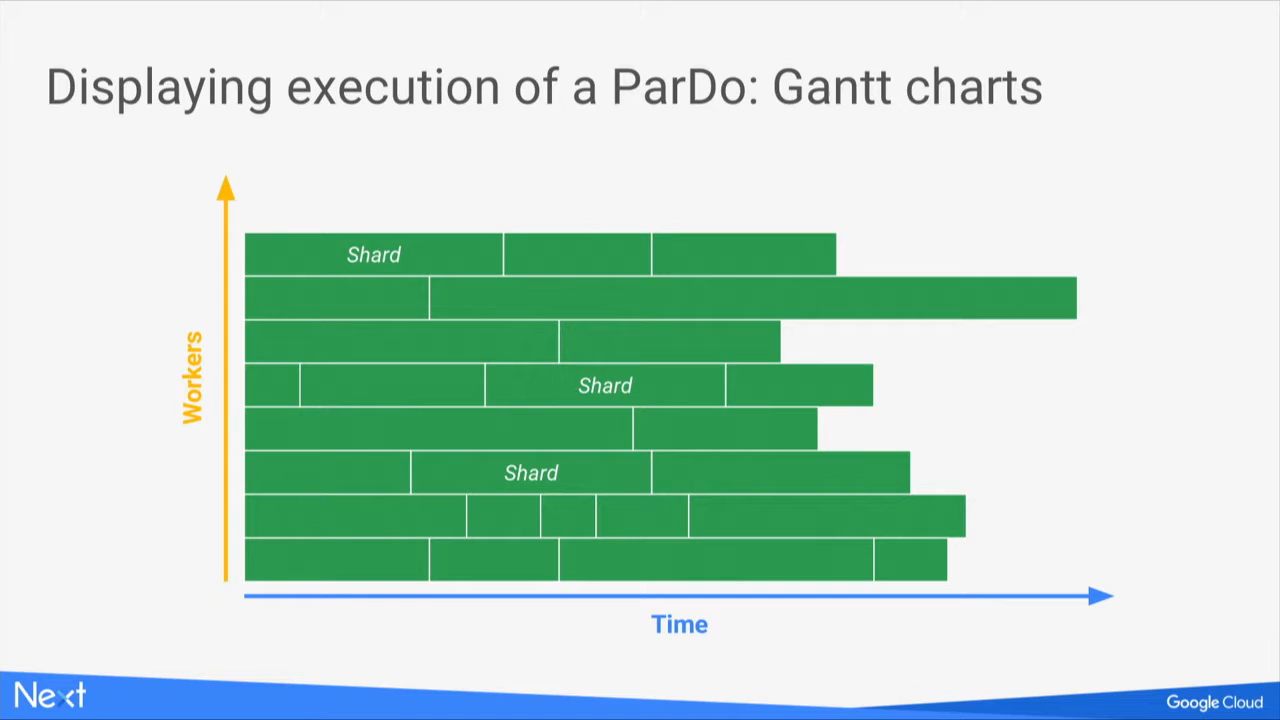 Displaying execution of a ParDo: Gantt charts
Shard
Workers
Shard
Shard
Time
Next
Google Cloud